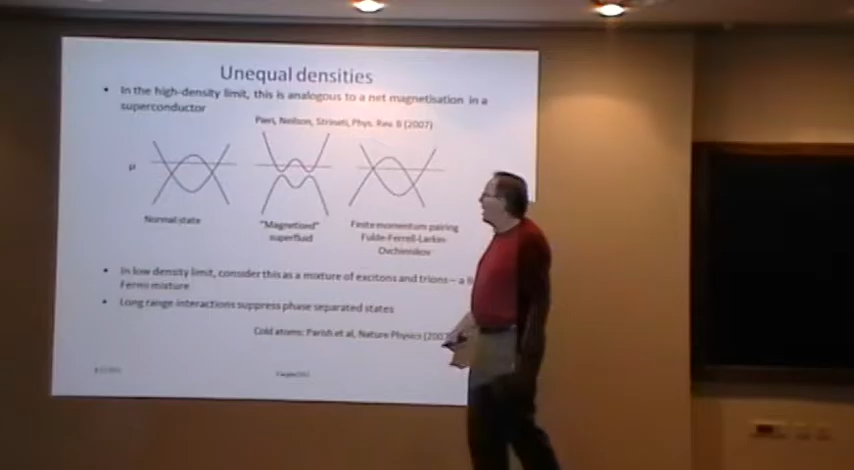 Unequal densities
• In the high-density limit, this is analogous to a net magnetisation in a
superconductor
Pieri, Neilson, Strinati, Phys. Rev. B (2007)
μ
Normal state
"Magnetised"
superfluid
Finite momentum pairing
Fulde-Ferrell-Larkin-
Ovchinnikov
• In low density limit, consider this as a mixture of excitons and trions – a
Fermi mixture
• Long range interactions suppress phase separated states
Cold atoms: Parish et al, Nature Physics (2007